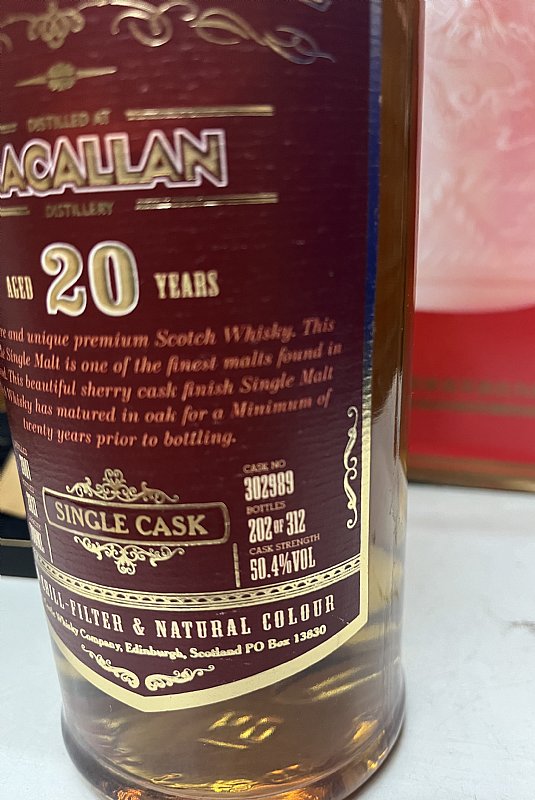 DISTILLED AT
ACALLAN
DISTILLERY
AGED 20 YEARS
re and unique premium Scotch Whisky. This
Single Malt is one of the finest malts found in
This beautiful sherry cask finish Single Malt
Whisky has matured in oak for a Minimum of
twenty years prior to bottling.
SINGLE CASK
CASK NO
302989
BOTTLES
202 OF 312
CASK STRENGTH
50.4%VOL
HILL-FILTER & NATURAL COLOUR
Whisky Company, Edinburgh, Scotland PO Box 13830